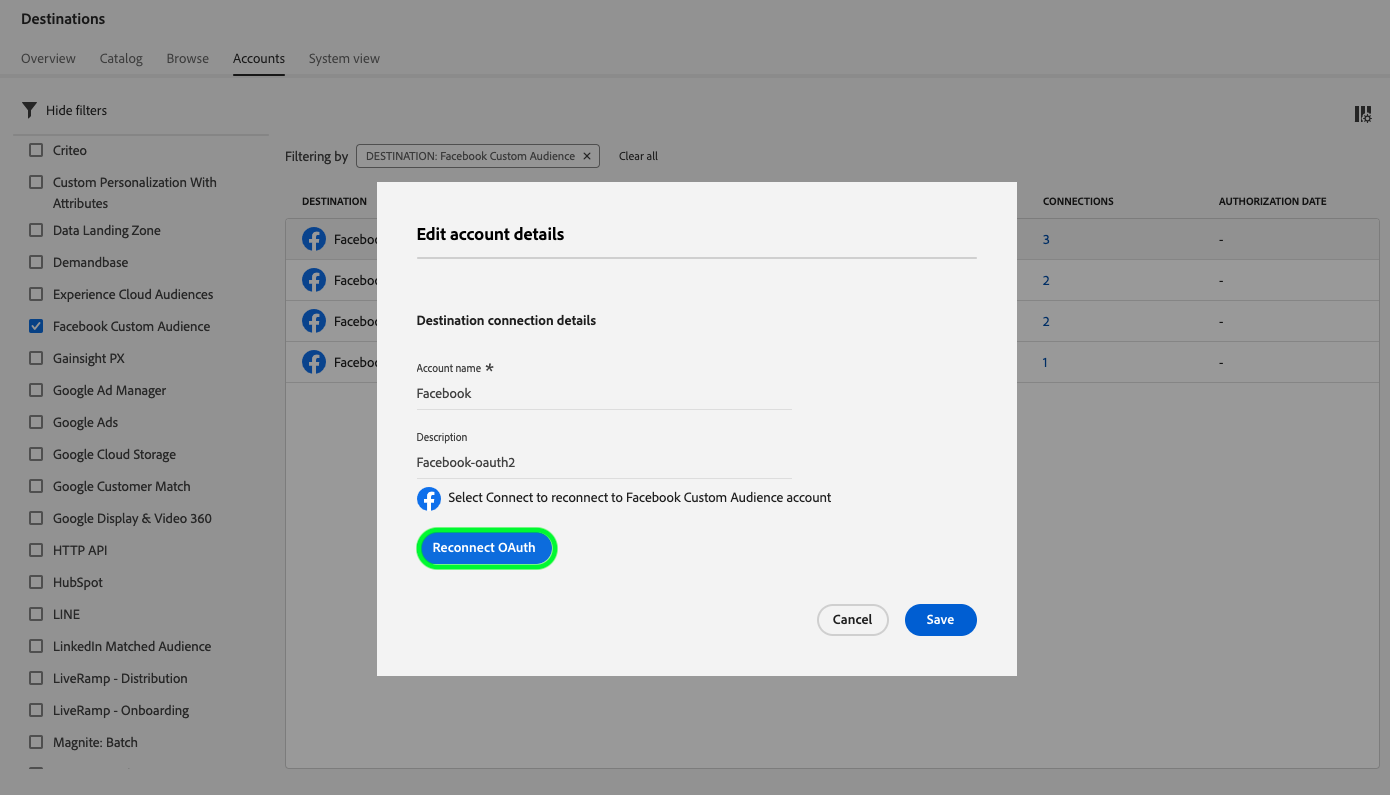 Destinations
Overview Catalog Browse Accounts System view
Hide filters
Criteo
Custom Personalization With
Attributes
Data Landing Zone
Demandbase
Experience Cloud Audiences
Facebook Custom Audience
Gainsight PX
Google Ad Manager
Google Ads
Google Cloud Storage
Google Customer Match
Google Display & Video 360
HTTP API
HubSpot
LINE
LinkedIn Matched Audience
LiveRamp - Distribution
LiveRamp - Onboarding
Magnite: Batch
Filtering by DESTINATION: Facebook Custom Audience ✕ Clear all
DESTINATION CONNECTIONS AUTHORIZATION DATE
3 -
2 -
2 -
1 -
Edit account details
Destination connection details
Account name *
Facebook
Description
Facebook-oauth2
Select Connect to reconnect to Facebook Custom Audience account
Reconnect OAuth
Cancel Save